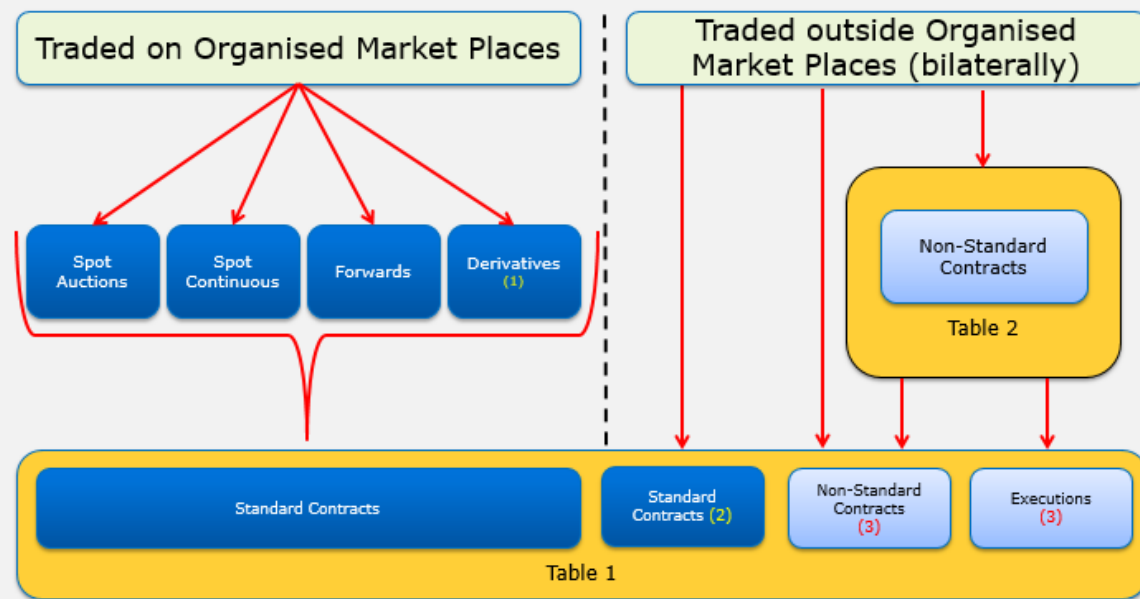 Traded on Organised Market Places
Traded outside Organised
Market Places (bilaterally)
Spot
Auctions
Spot
Continuous
Forwards
Derivatives
(1)
Non-Standard
Contracts
Table 2
Standard Contracts
Standard
Contracts (2)
Non-Standard
Contracts
(3)
Executions
(3)
Table 1